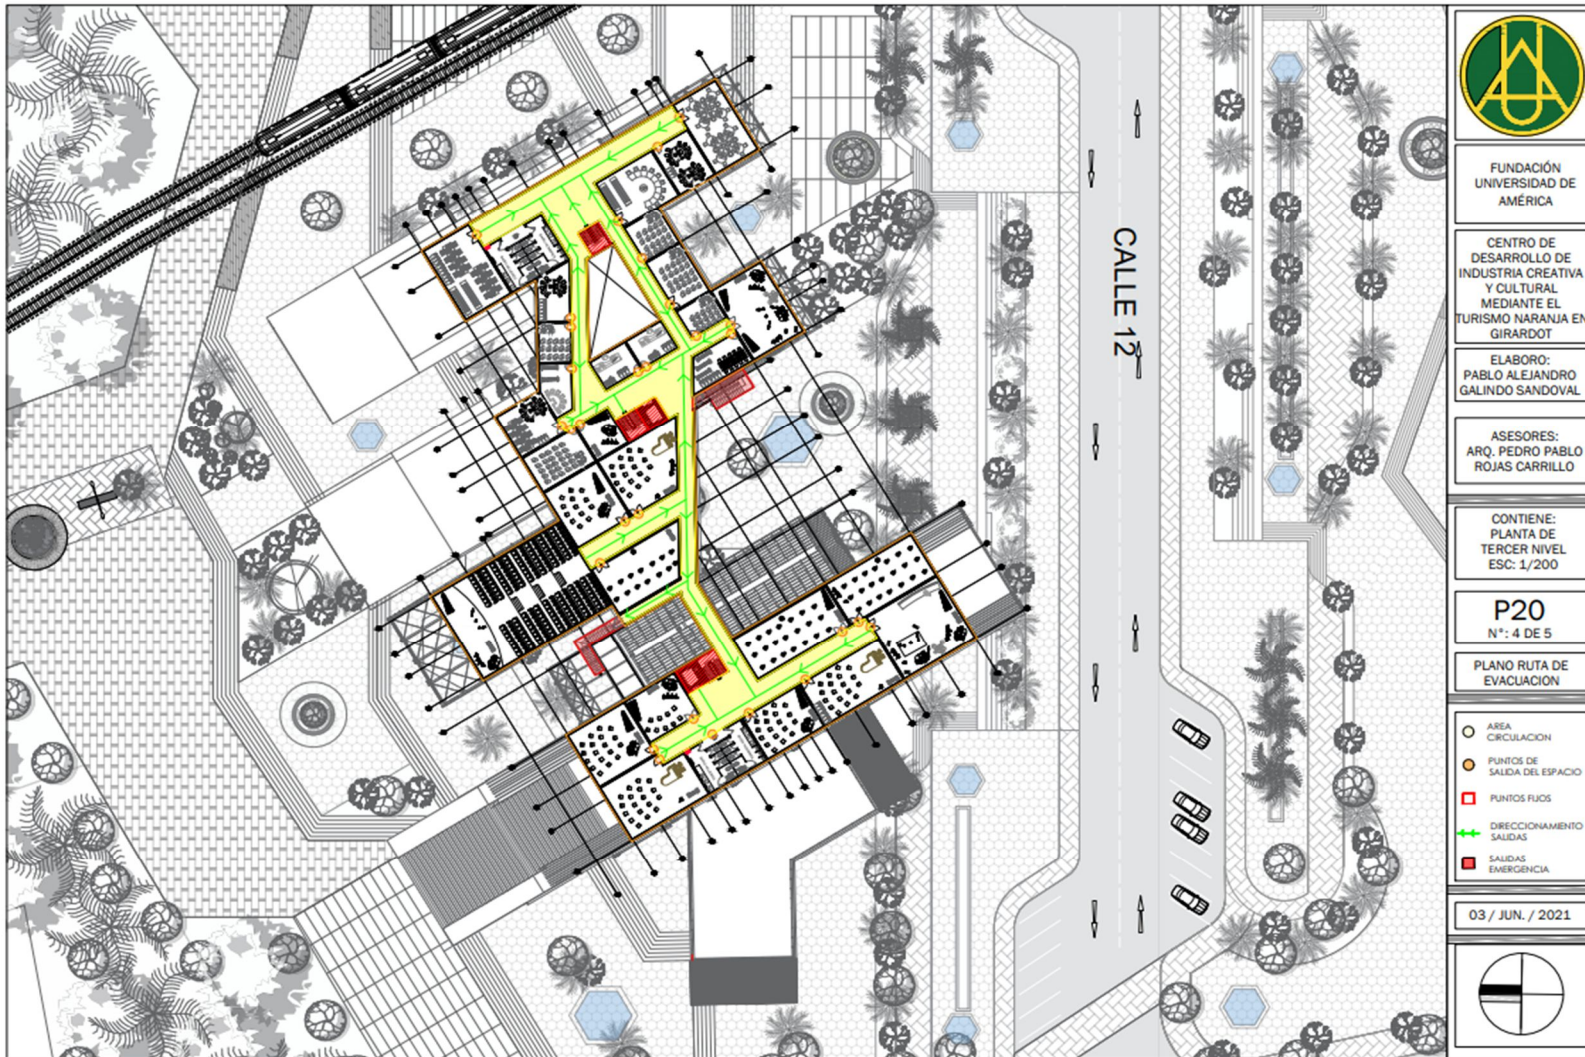 CALLE 12
FUNDACIÓN
UNIVERSIDAD DE
AMÉRICA
CENTRO DE
DESARROLLO DE
INDUSTRIA CREATIVA
Y CULTURAL
MEDIANTE EL
TURISMO NARANJA EN
GIRARDOT
ELABORO:
PABLO ALEJANDRO
GALINDO SANDOVAL
ASESORES:
ARQ. PEDRO PABLO
ROJAS CARRILLO
CONTIENE:
PLANTA DE
TERCER NIVEL
ESC: 1/200
P20
N°: 4 DE 5
PLANO RUTA DE
EVACUACION
AREA
CIRCULACION
PUNTOS DE
SALIDA DEL ESPACIO
PUNTOS FIJOS
DIRECCIONAMIENTO
SALIDAS
SALIDAS
EMERGENCIA
03 / JUN. / 2021